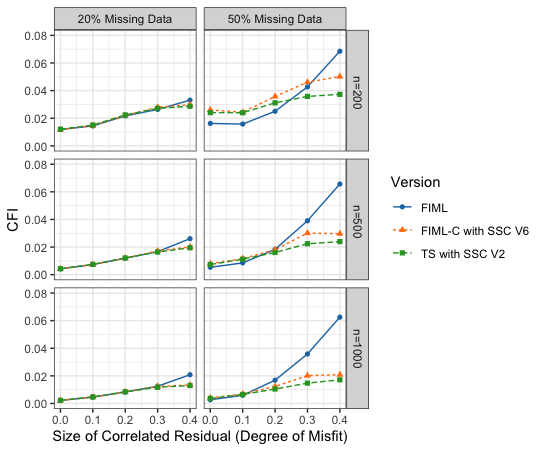 20% Missing Data
50% Missing Data
0.08
0.06
0.04
0.02
0.00
n=200
0.08
0.06
0.04
0.02
0.00
n=500
0.08
0.06
0.04
0.02
0.00
n=1000
CFI
0.0 0.1 0.2 0.3 0.4
0.0 0.1 0.2 0.3 0.4
Size of Correlated Residual (Degree of Misfit)
Version
FIML
FIML-C with SSC V6
TS with SSC V2